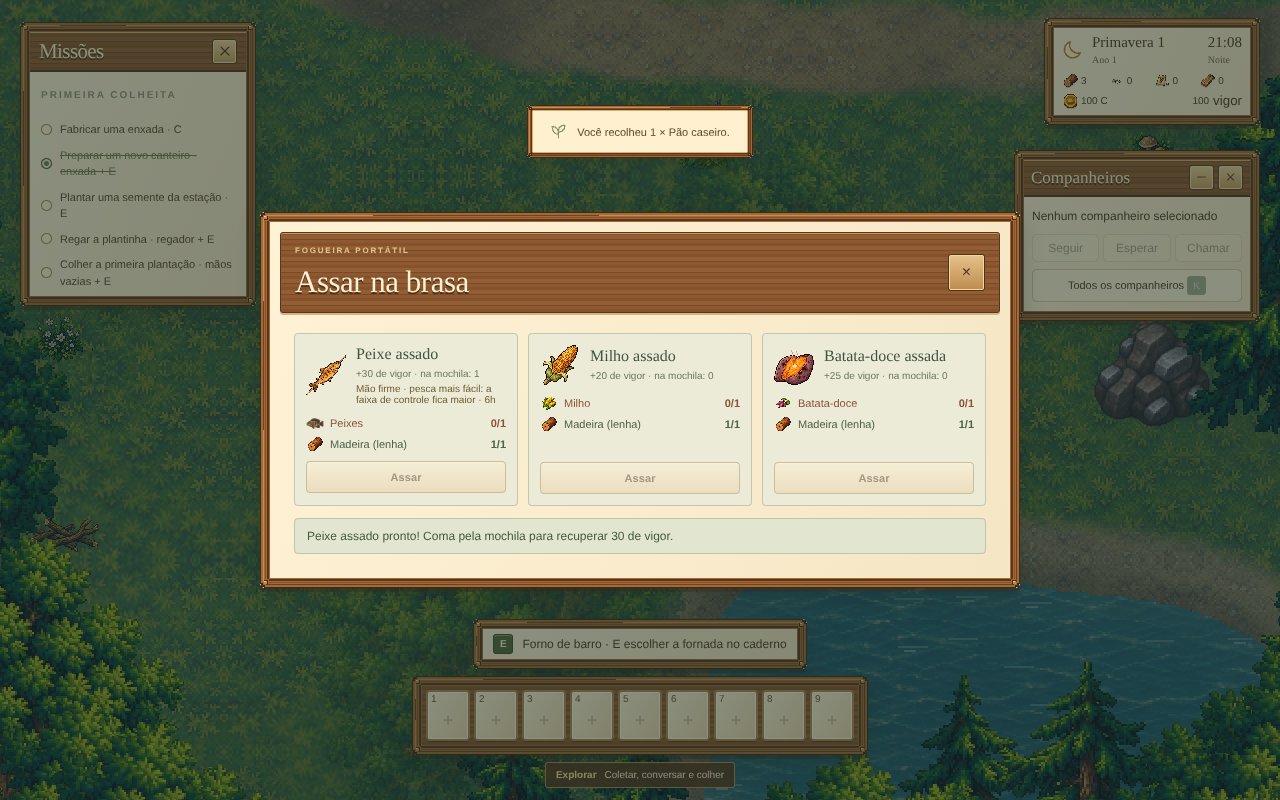 Missões
×
PRIMEIRA COLHEITA
Fabricar uma enxada · C
Preparar um novo canteiro ·
enxada + E
Plantar uma semente da estação ·
E
Regar a plantinha · regador + E
Colher a primeira plantação · mãos
vazias + E
Você recolheu 1 × Pão caseiro.
Primavera 1
21:08
Ano 1
Noite
3
0
0
0
100 C
100 vigor
Companheiros
− ×
Nenhum companheiro selecionado
Seguir
Esperar
Chamar
Todos os companheiros K
FOGUEIRA PORTÁTIL
Assar na brasa
×
Peixe assado
+30 de vigor · na mochila: 1
Mão firme · pesca mais fácil: a
faixa de controle fica maior · 6h
Peixes 0/1
Madeira (lenha) 1/1
Assar
Milho assado
+20 de vigor · na mochila: 0
Milho 0/1
Madeira (lenha) 1/1
Assar
Batata-doce assada
+25 de vigor · na mochila: 0
Batata-doce 0/1
Madeira (lenha) 1/1
Assar
Peixe assado pronto! Coma pela mochila para recuperar 30 de vigor.
E Forno de barro · E escolher a fornada no caderno
1 2 3 4 5 6 7 8 9
+ + + + + + + + +
Explorar Coletar, conversar e colher